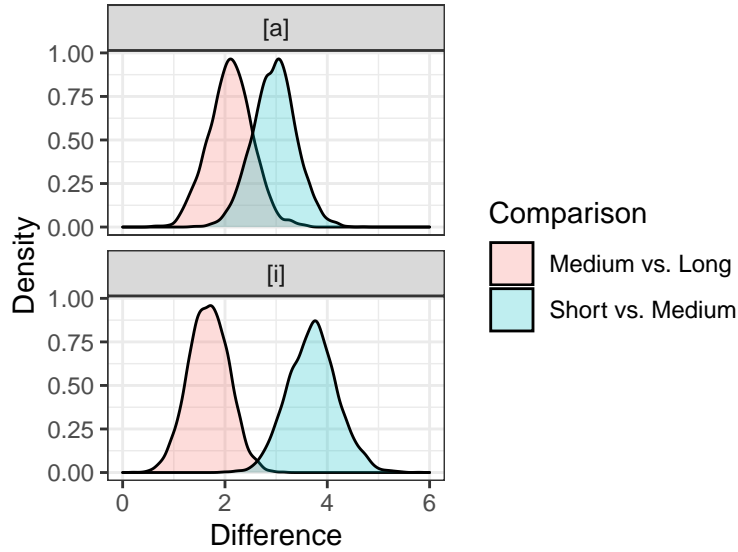 [a]
1.00
0.75
0.50
0.25
0.00
[i]
1.00
0.75
0.50
0.25
0.00
0 2 4 6
Difference
Density
Comparison
Medium vs. Long
Short vs. Medium